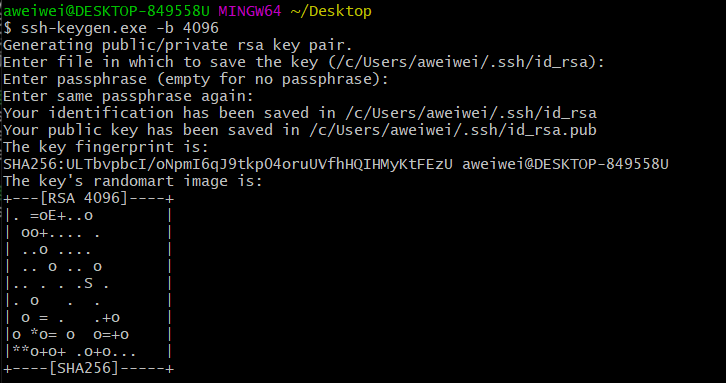 aweiwei@DESKTOP-849558U MINGW64 ~/Desktop
$ ssh-keygen.exe -b 4096
Generating public/private rsa key pair.
Enter file in which to save the key (/c/Users/aweiwei/.ssh/id_rsa):
Enter passphrase (empty for no passphrase):
Enter same passphrase again:
Your identification has been saved in /c/Users/aweiwei/.ssh/id_rsa
Your public key has been saved in /c/Users/aweiwei/.ssh/id_rsa.pub
The key fingerprint is:
SHA256:ULTbvpbcI/oNpmI6qJ9tkpO4oruUVfhHQIHMyKtFEzU aweiwei@DESKTOP-849558U
The key's randomart image is:
+---[RSA 4096]----+
|. =oE+..o        |
| oo+.... .       |
| ..o ....        |
| .. o .. o       |
|.. . . .S .      |
|. o   .  .       |
| o = .   .+o     |
|o *o= o  o=+o    |
|**o+o+ .o+o...   |
+----[SHA256]-----+